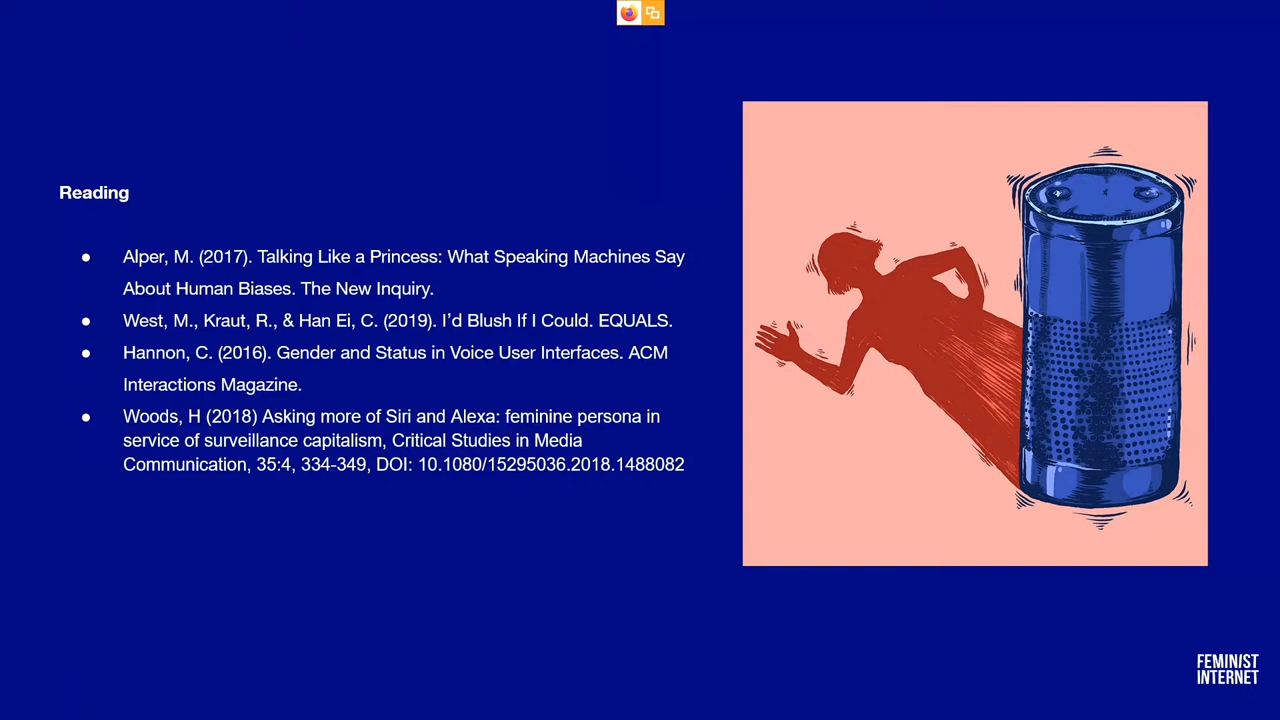 Reading
● Alper, M. (2017). Talking Like a Princess: What Speaking Machines Say
About Human Biases. The New Inquiry.
● West, M., Kraut, R., & Han Ei, C. (2019). I’d Blush If I Could. EQUALS.
● Hannon, C. (2016). Gender and Status in Voice User Interfaces. ACM
Interactions Magazine.
● Woods, H (2018) Asking more of Siri and Alexa: feminine persona in
service of surveillance capitalism, Critical Studies in Media
Communication, 35:4, 334-349, DOI: 10.1080/15295036.2018.1488082
FEMINIST
INTERNET